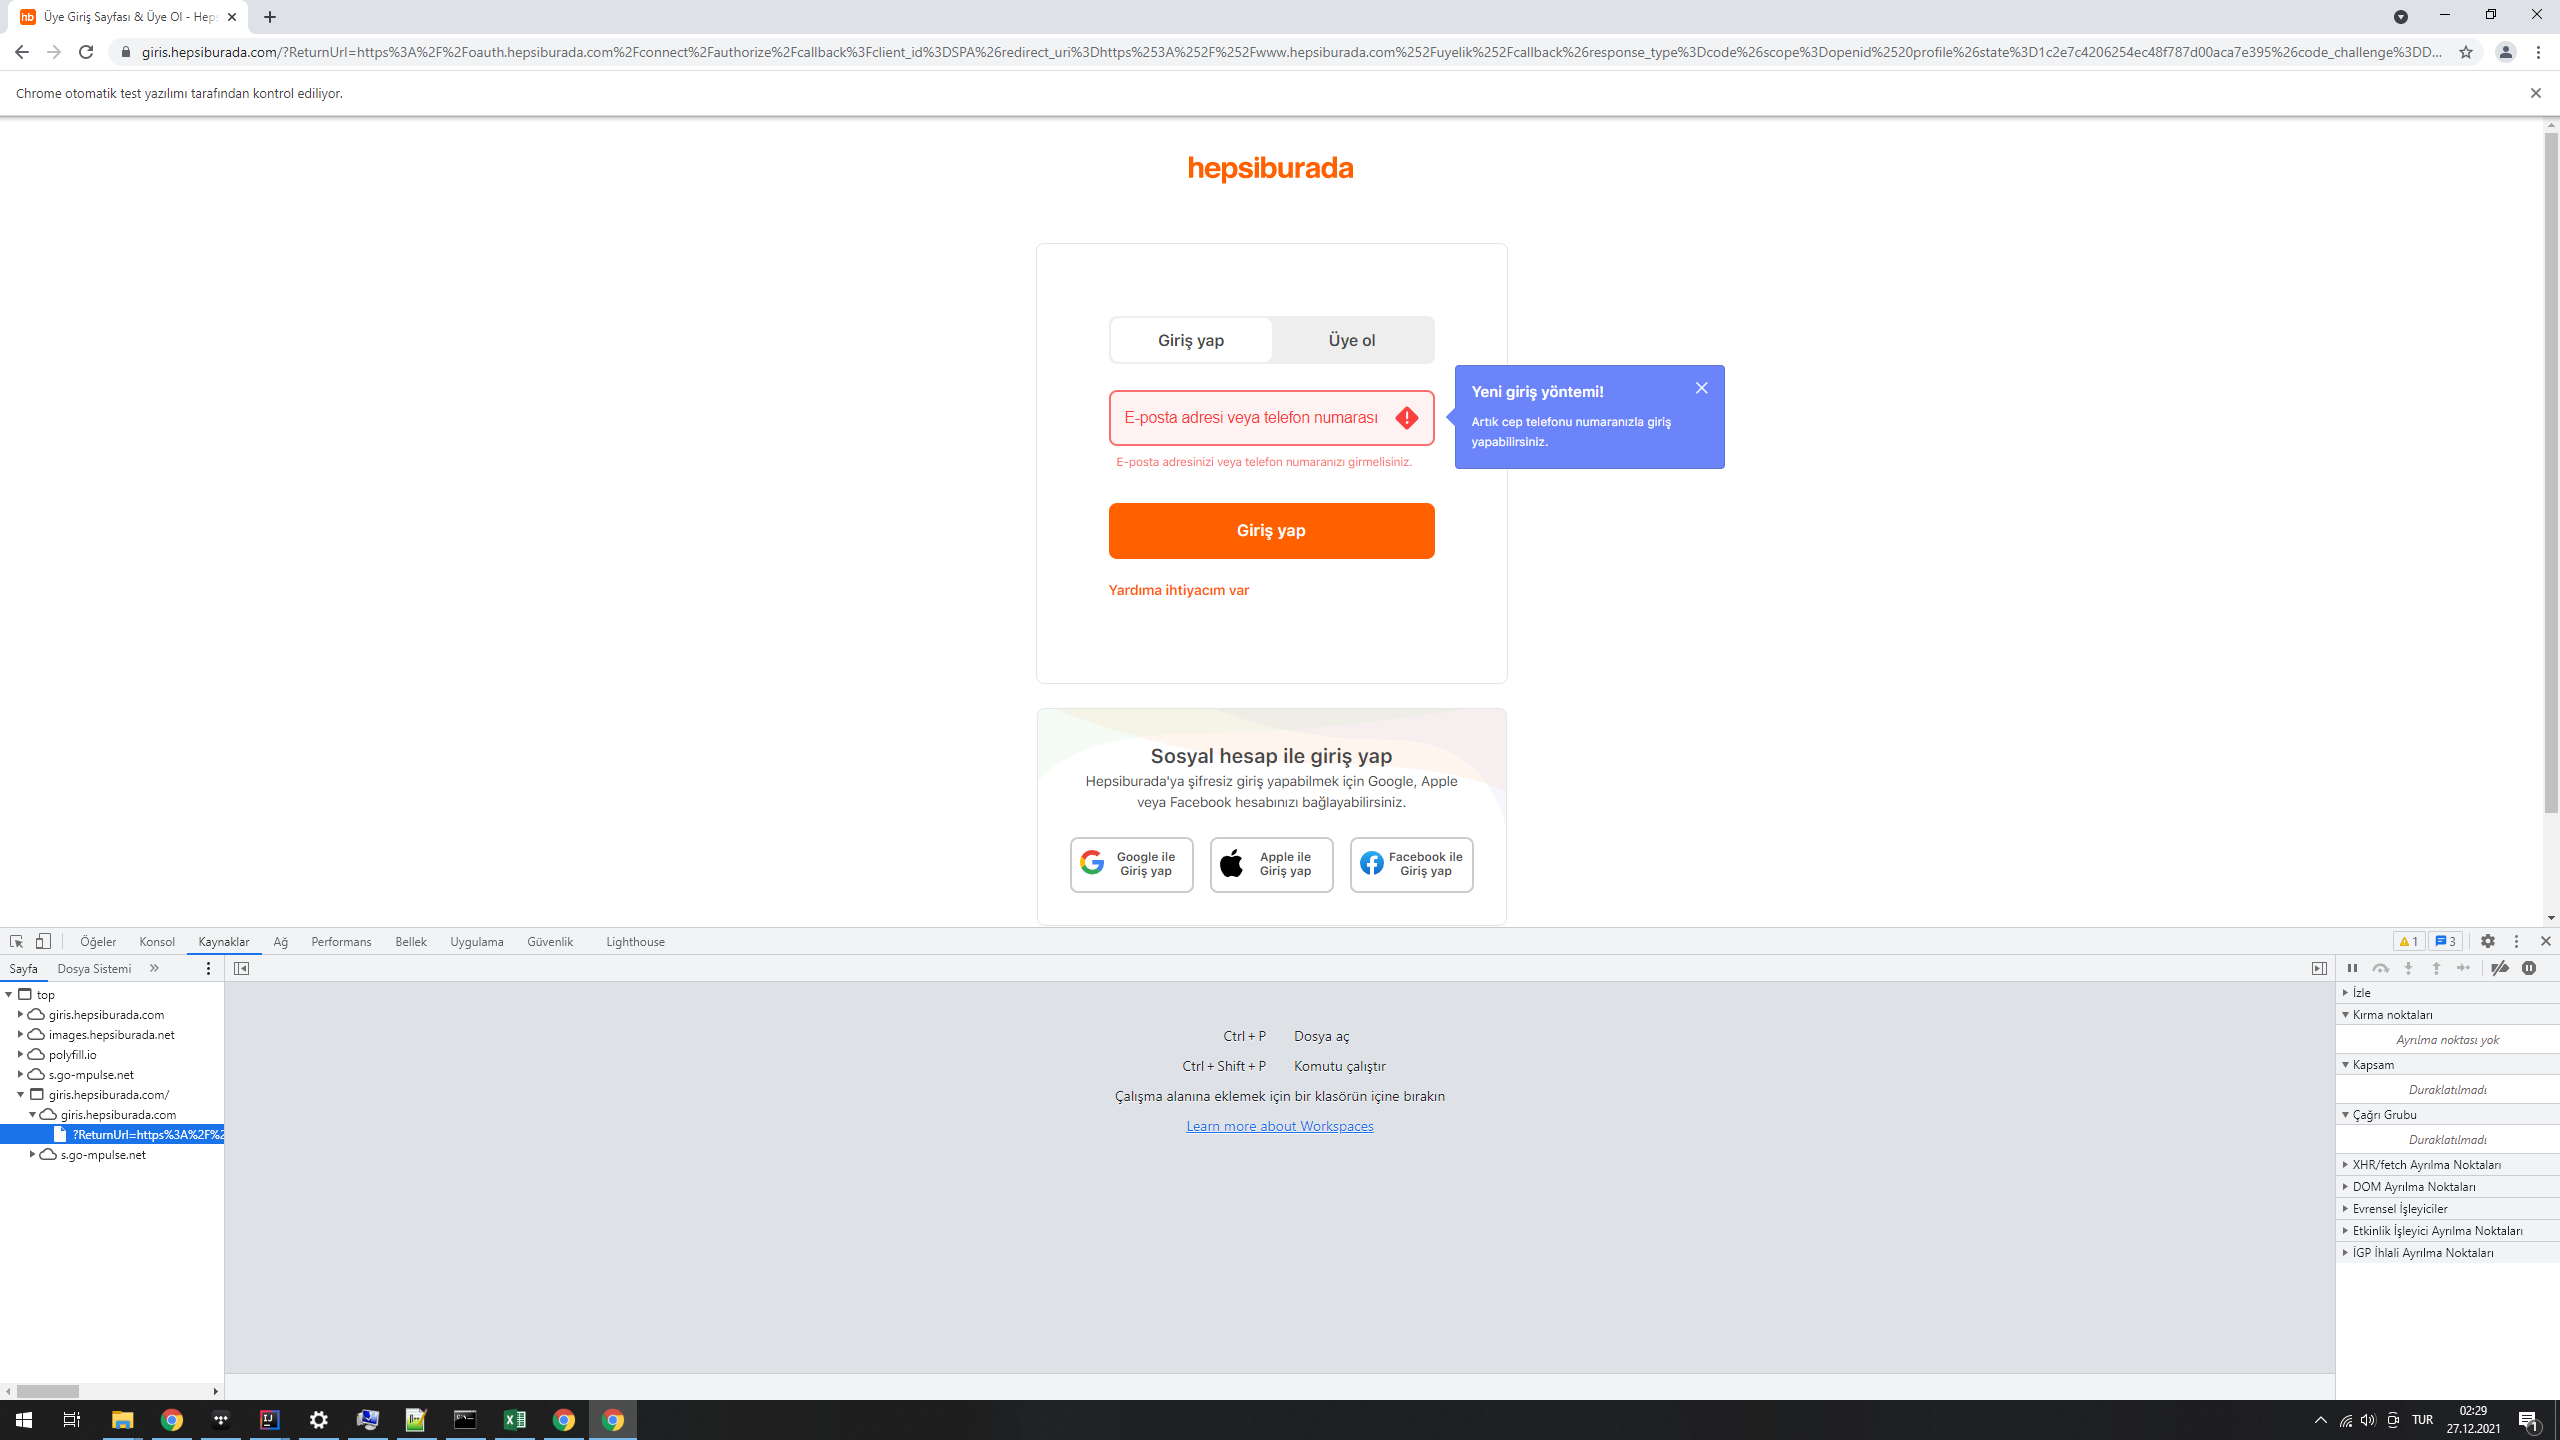 Üye Giriş Sayfası & Üye Ol - Heps
giris.hepsiburada.com/?ReturnUrl=https%3A%2F%2Foauth.hepsiburada.com%2Fconnect%2Fauthorize%2Fcallback%3Fclient_id%3DSPA%26redirect_uri%3Dhttps%253A%252F%252Fwww.hepsiburada.com%252Fuyelik%252Fcallback%26response_type%3Dcode%26scope%3Dopenid%2520profile%26state%3D1c2e7c4206254ec48f787d00aca7e395%26code_challenge%3DD...
Chrome otomatik test yazılımı tarafından kontrol ediliyor.
hepsiburada
Giriş yap Üye ol
E-posta adresi veya telefon numarası
E-posta adresinizi veya telefon numaranızı girmelisiniz.
Yeni giriş yöntemi!
Artık cep telefonu numaranızla giriş
yapabilirsiniz.
Giriş yap
Yardıma ihtiyacım var
Sosyal hesap ile giriş yap
Hepsiburada'ya şifresiz giriş yapabilmek için Google, Apple
veya Facebook hesabınızı bağlayabilirsiniz.
Google ile
Giriş yap
Apple ile
Giriş yap
Facebook ile
Giriş yap
Öğeler Konsol Kaynaklar Ağ Performans Bellek Uygulama Güvenlik Lighthouse 1 3
Sayfa Dosya Sistemi
top
giris.hepsiburada.com
images.hepsiburada.net
polyfill.io
s.go-mpulse.net
giris.hepsiburada.com/
giris.hepsiburada.com
?ReturnUrl=https%3A%2F%2
s.go-mpulse.net
Ctrl + P Dosya aç
Ctrl + Shift + P Komutu çalıştır
Çalışma alanına eklemek için bir klasörün içine bırakın
Learn more about Workspaces
İzle
Kırma noktaları
Ayrılma noktası yok
Kapsam
Duraklatılmadı
Çağrı Grubu
Duraklatılmadı
XHR/fetch Ayrılma Noktaları
DOM Ayrılma Noktaları
Evrensel İşleyiciler
Etkinlik İşleyici Ayrılma Noktaları
İGP İhlali Ayrılma Noktaları
TUR
02:29
27.12.2021
1